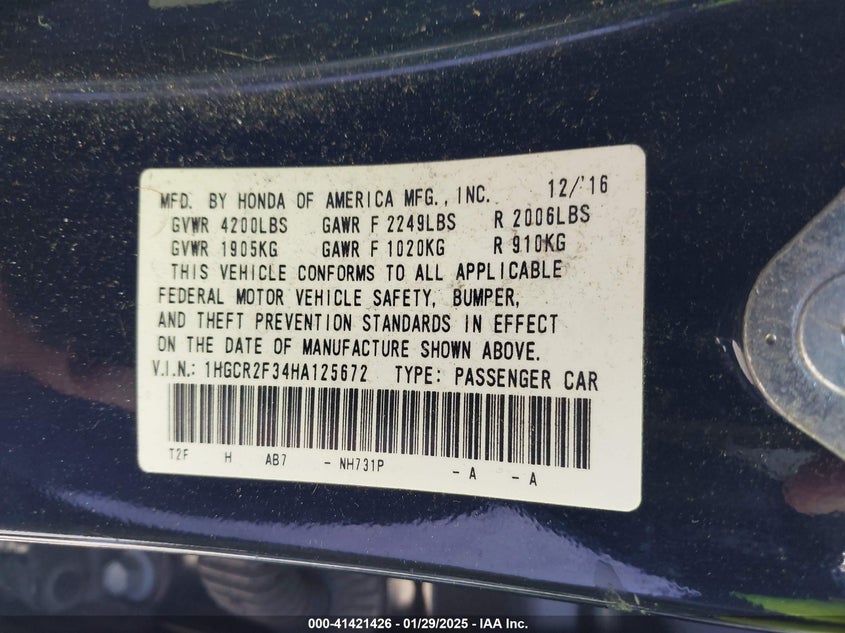 MFD. BY HONDA OF AMERICA MFG., INC. 12/'16
GVWR 4200LBS GAWR F 2249LBS R 2006LBS
GVWR 1905KG GAWR F 1020KG R 910KG
THIS VEHICLE CONFORMS TO ALL APPLICABLE
FEDERAL MOTOR VEHICLE SAFETY, BUMPER,
AND THEFT PREVENTION STANDARDS IN EFFECT
ON THE DATE OF MANUFACTURE SHOWN ABOVE.
V.I.N.: 1HGCR2F34HA125672 TYPE: PASSENGER CAR
T2F H AB7 - NH731P - A - A
000-41421426 - 01/29/2025 - IAA Inc.